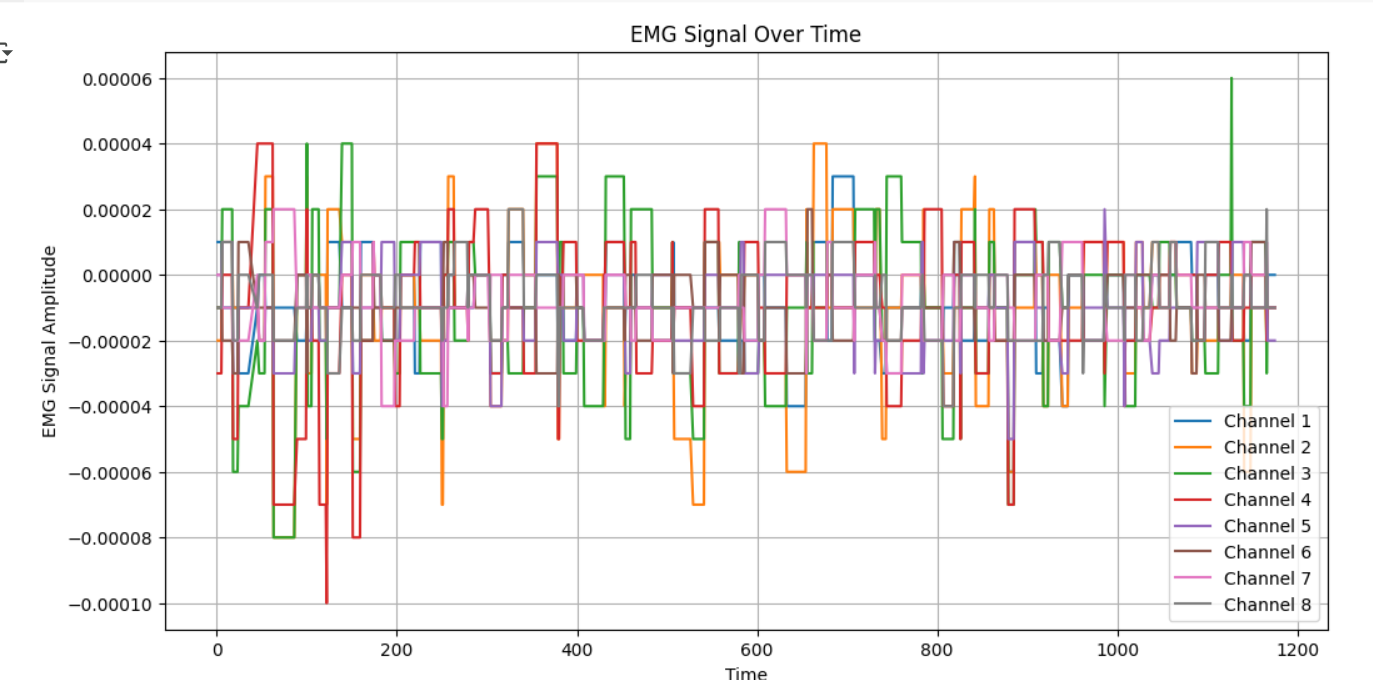 EMG Signal Over Time
EMG Signal Amplitude
0.00006
0.00004
0.00002
0.00000
−0.00002
−0.00004
−0.00006
−0.00008
−0.00010
0 200 400 600 800 1000 1200
Time
Channel 1
Channel 2
Channel 3
Channel 4
Channel 5
Channel 6
Channel 7
Channel 8